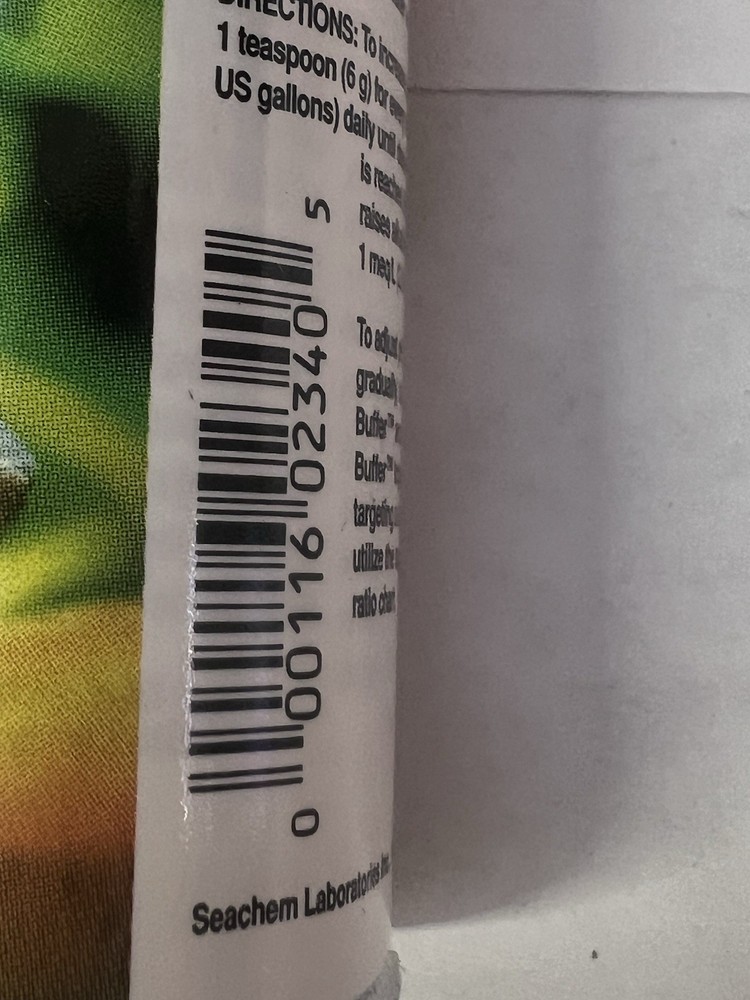 DIRECTIONS: To
1 teaspoon (6 g) for
US gallons) daily until
is
raises
1 meq/L
To adjust
gradually
Buffer™
Buffer™
targeting
utilize the
ratio chart
0 00116 02340 5
Seachem Laboratories Inc.